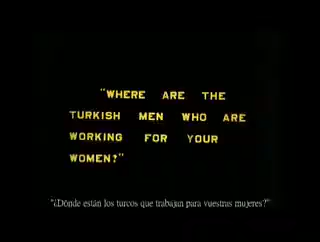 "WHERE ARE THE
TURKISH MEN WHO ARE
WORKING FOR YOUR
WOMEN?"
"¿Dónde están los turcos que trabajan para vuestras mujeres?"